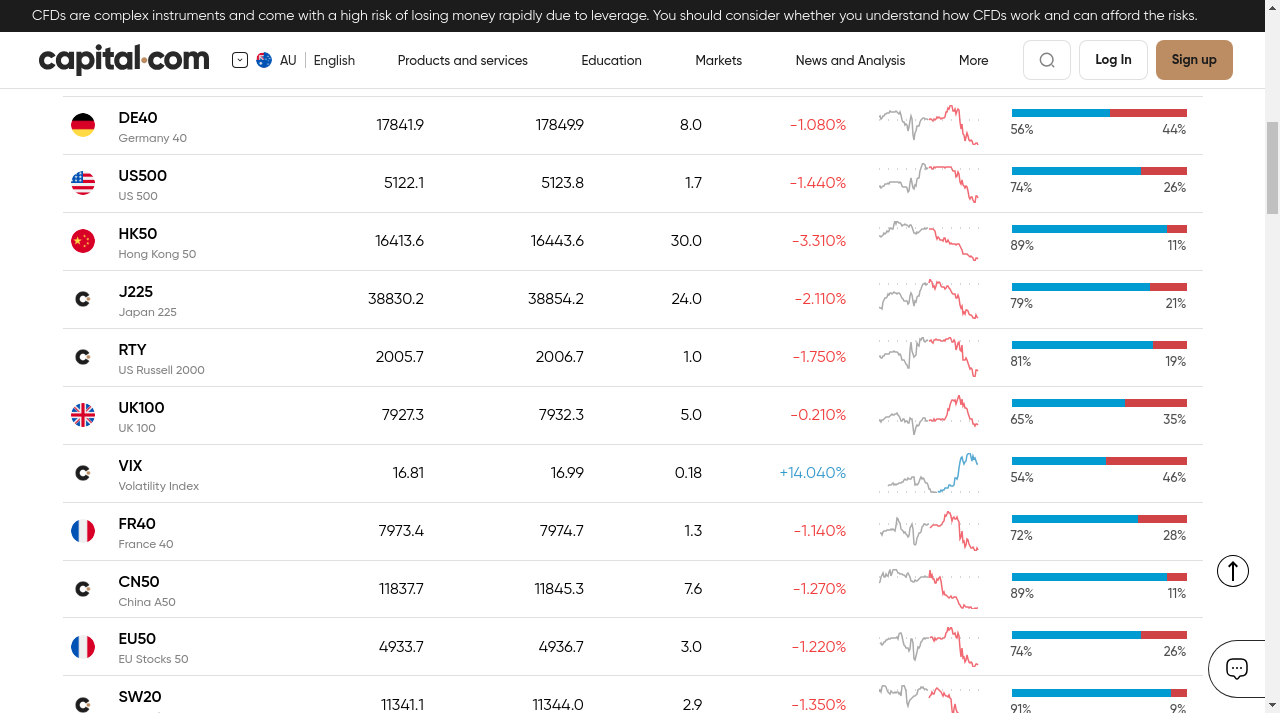 CFDs are complex instruments and come with a high risk of losing money rapidly due to leverage. You should consider whether you understand how CFDs work and can afford the risks.
capital.com AU English Products and services Education Markets News and Analysis More Log In Sign up
DE40 17841.9 17849.9 8.0 -1.080%
Germany 40 56% 44%
US500 5122.1 5123.8 1.7 -1.440%
US 500 74% 26%
HK50 16413.6 16443.6 30.0 -3.310%
Hong Kong 50 89% 11%
J225 38830.2 38854.2 24.0 -2.110%
Japan 225 79% 21%
RTY 2005.7 2006.7 1.0 -1.750%
US Russell 2000 81% 19%
UK100 7927.3 7932.3 5.0 -0.210%
UK 100 65% 35%
VIX 16.81 16.99 0.18 +14.040%
Volatility Index 54% 46%
FR40 7973.4 7974.7 1.3 -1.140%
France 40 72% 28%
CN50 11837.7 11845.3 7.6 -1.270%
China A50 89% 11%
EU50 4933.7 4936.7 3.0 -1.220%
EU Stocks 50 74% 26%
SW20 11341.1 11344.0 2.9 -1.350%
91% 9%